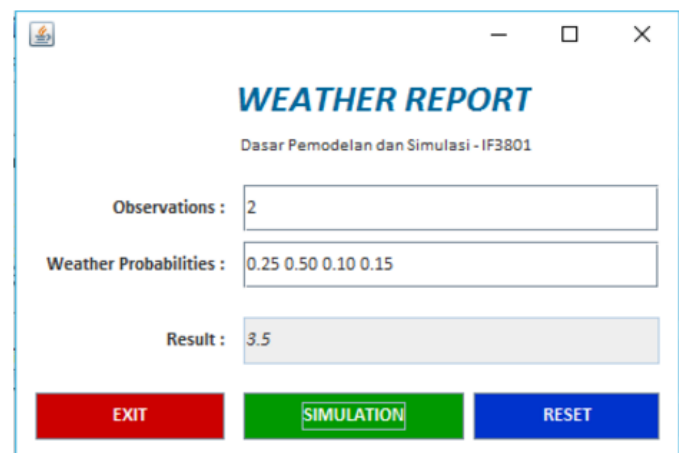 WEATHER REPORT
Dasar Pemodelan dan Simulasi - IF3801
Observations : 2
Weather Probabilities : 0.25 0.50 0.10 0.15
Result : 3.5
EXIT SIMULATION RESET